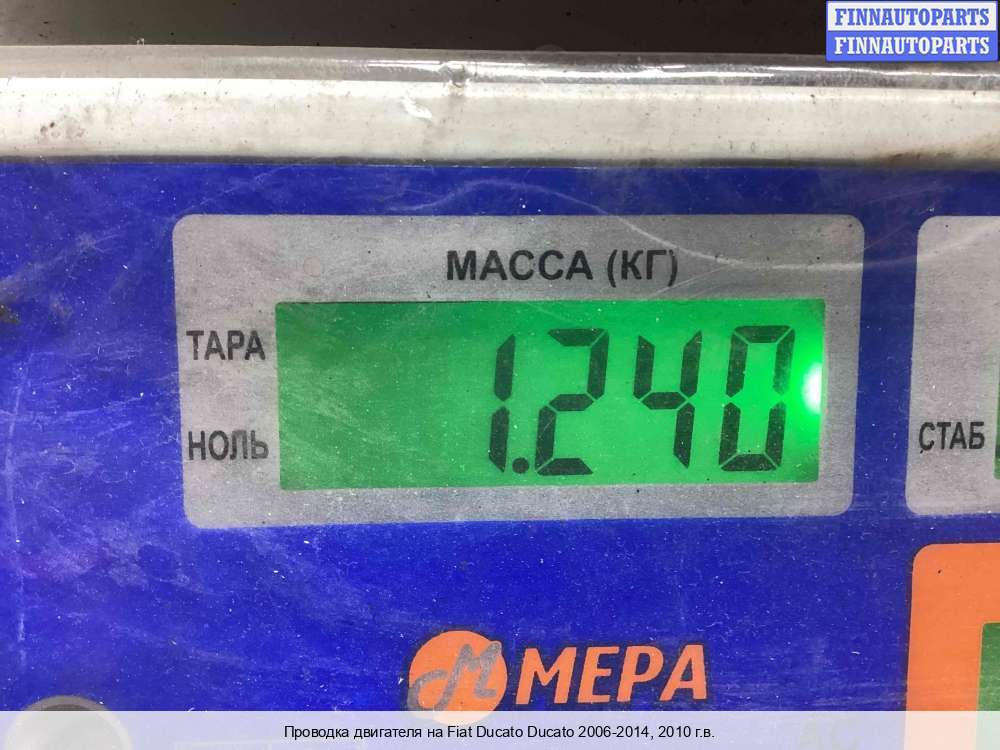 FINNAUTOPARTS
FINNAUTOPARTS
МАССА (КГ)
ТАРА
1.240
НОЛЬ
СТАБ
МЕРА
Проводка двигателя на Fiat Ducato Ducato 2006-2014, 2010 г.в.